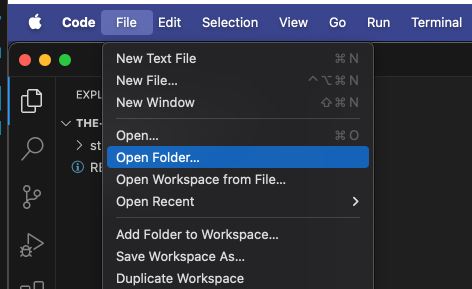 Code File Edit Selection View Go Run Terminal
New Text File ⌘ N
New File... ⌃⌥⌘ N
New Window ⇧⌘ N
EXPL
THE-
Open... ⌘ O
st
Open Folder...
RE
Open Workspace from File...
Open Recent
Add Folder to Workspace...
Save Workspace As...
Duplicate Workspace